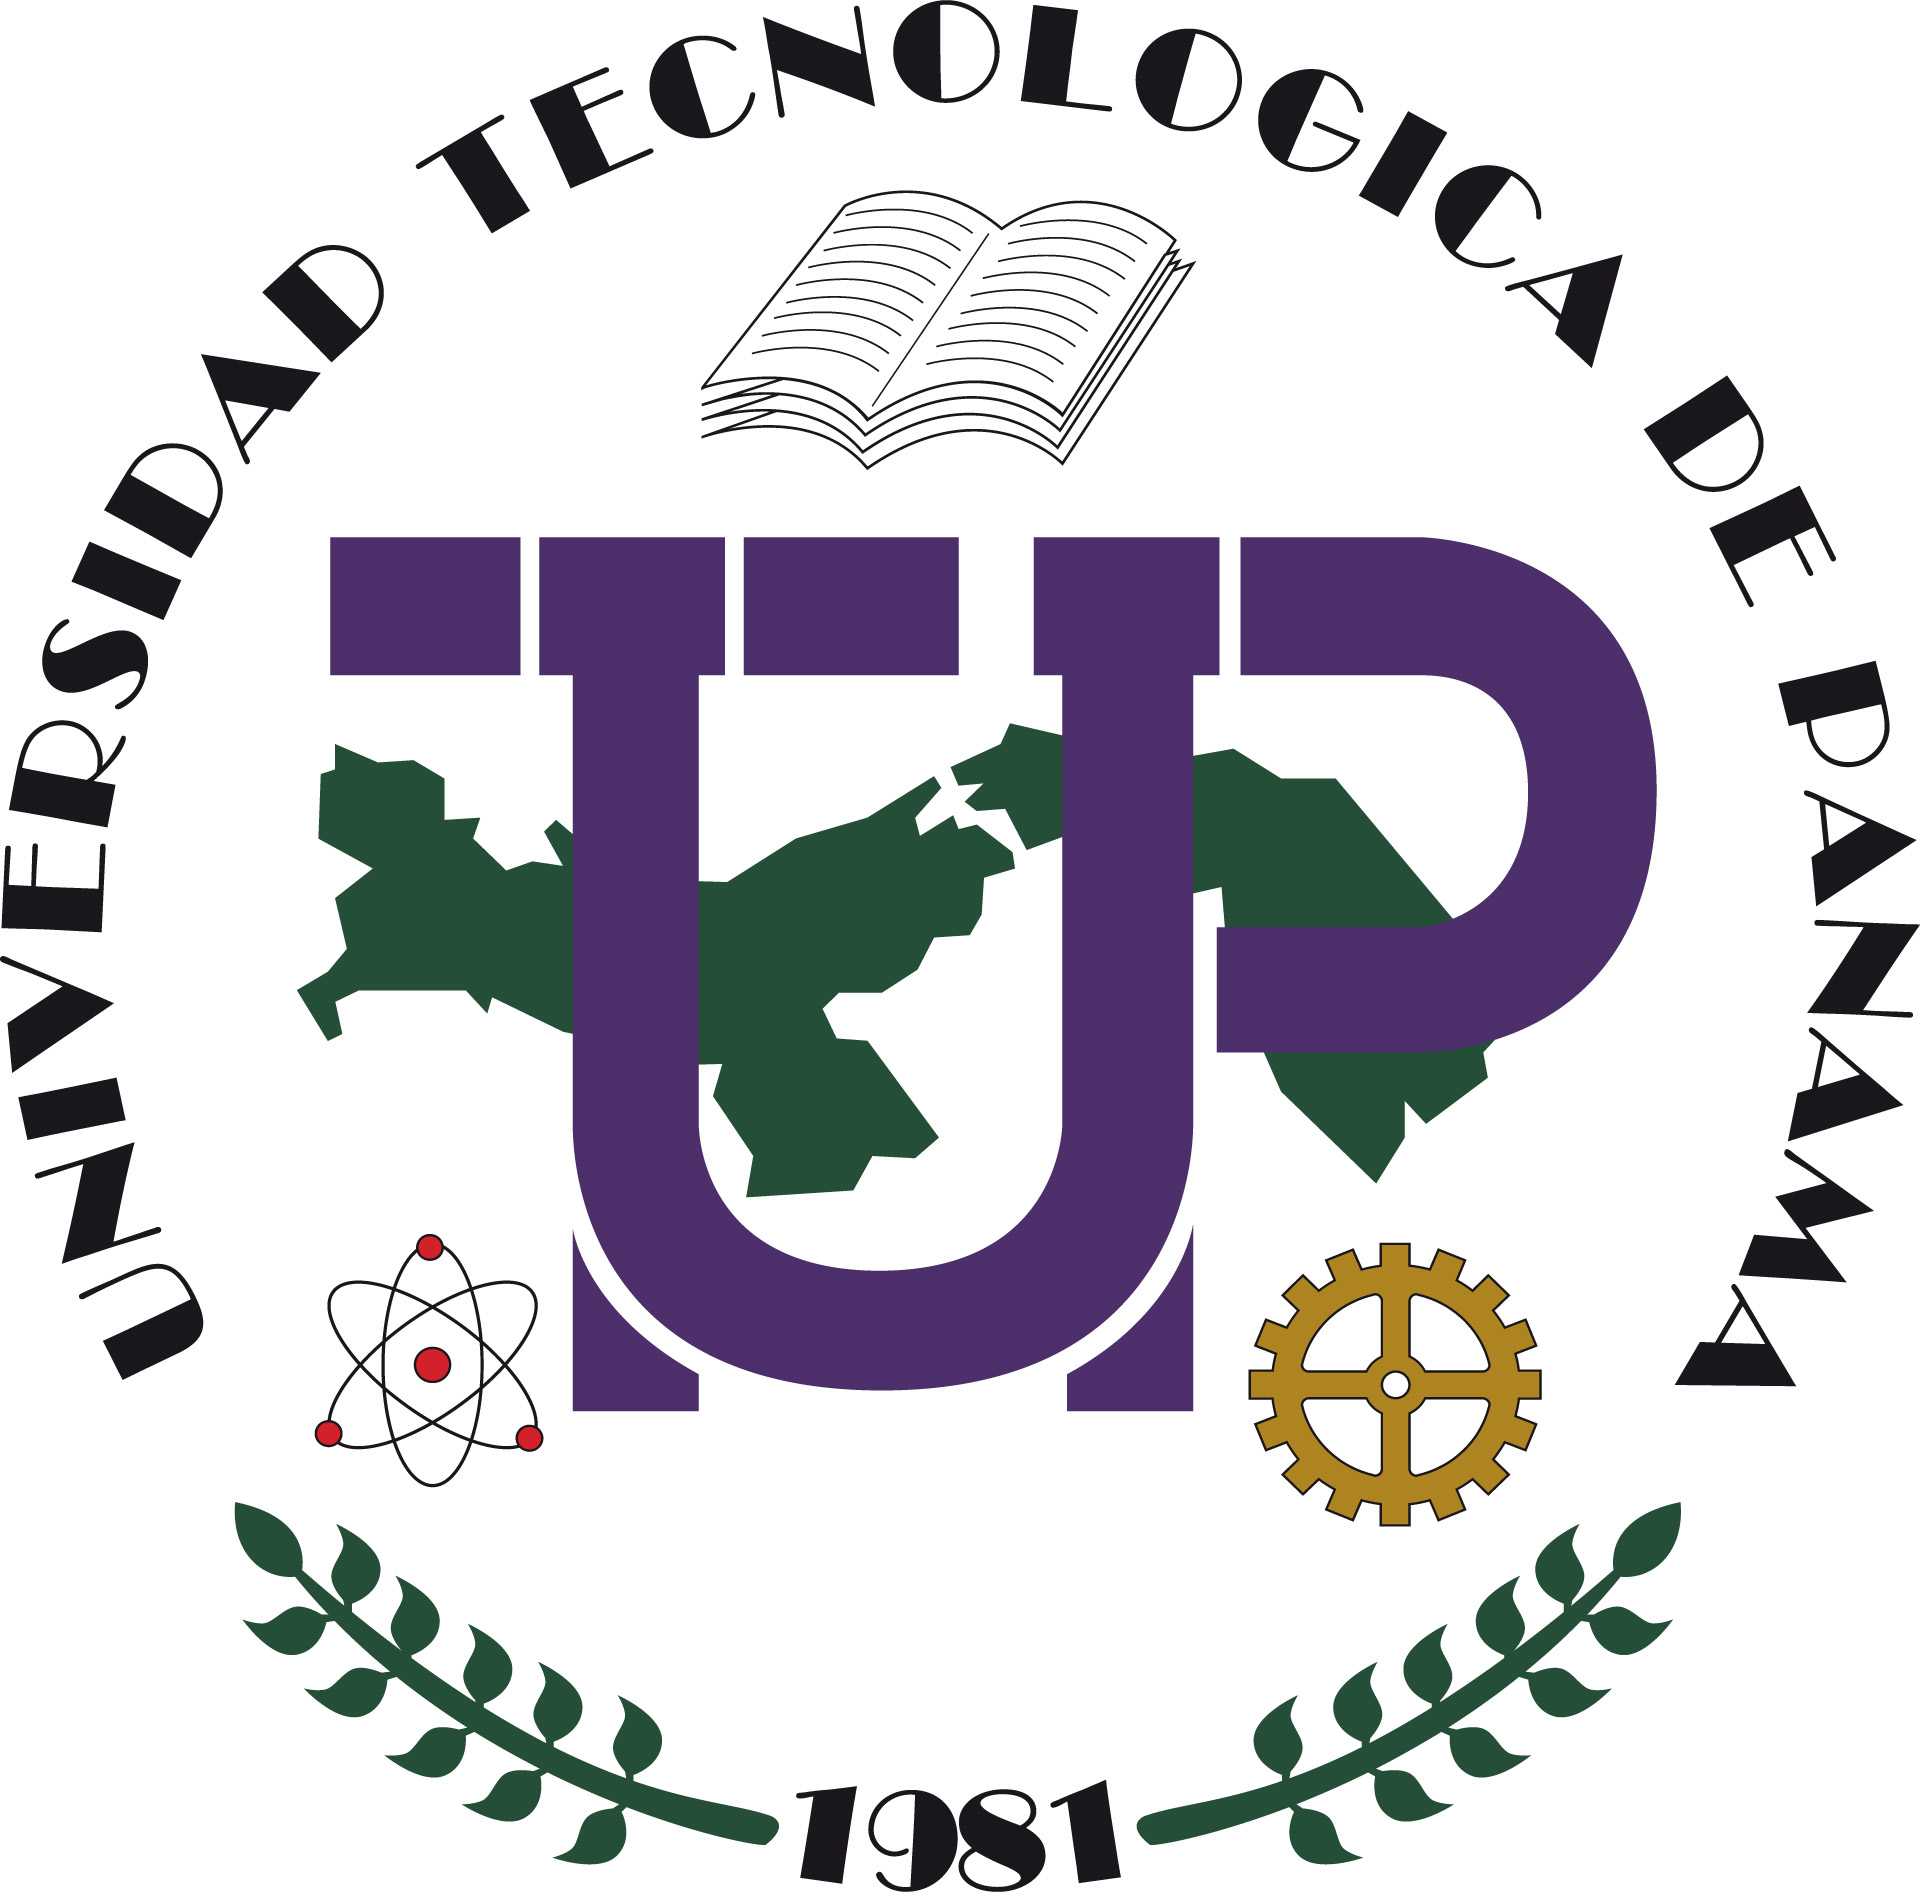 UNIVERSIDAD TECNOLOGICA DE PANAMA
UTP
1981